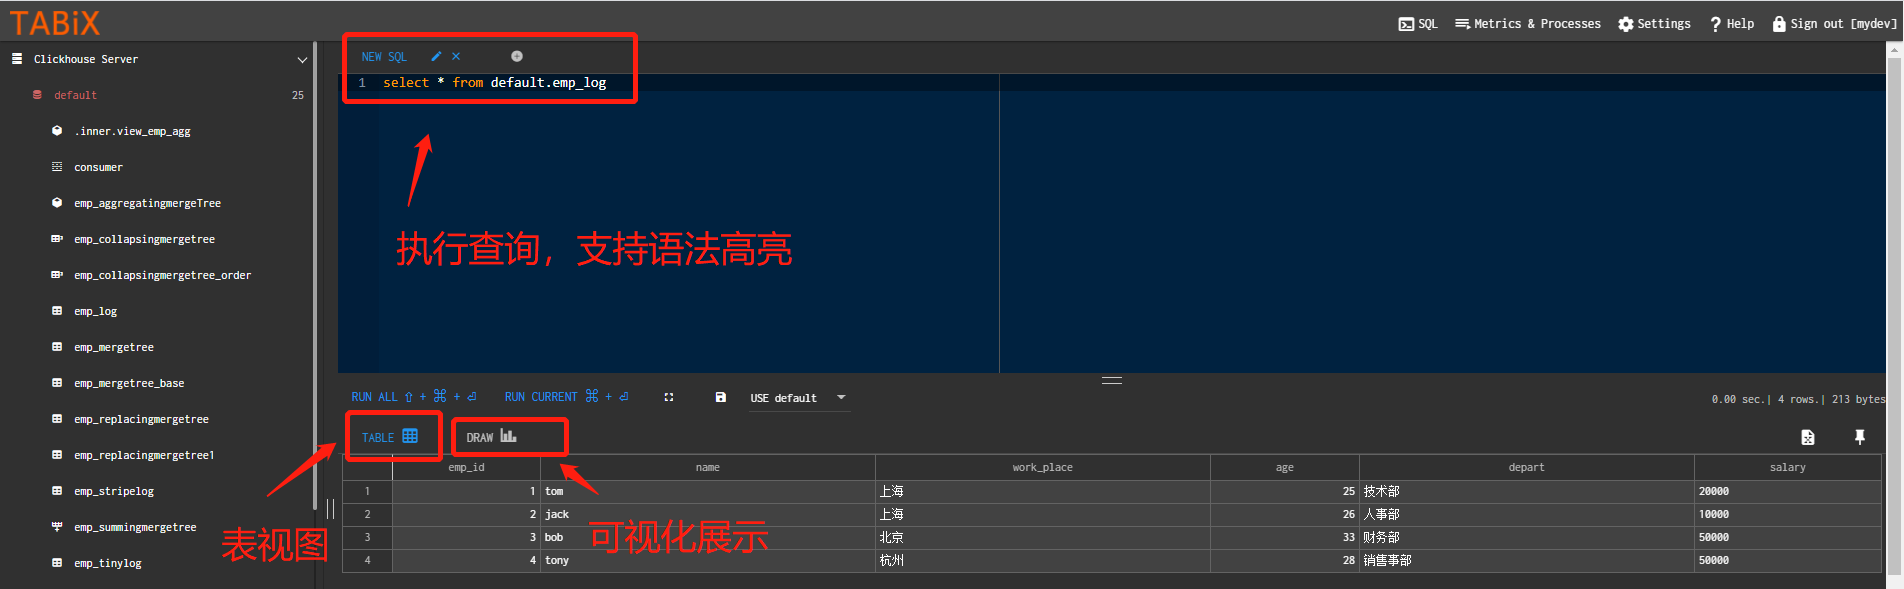 TABiX
SQL
Metrics & Processes
Settings
Help
Sign out [mydev]
Clickhouse Server
default 25
.inner.view_emp_agg
consumer
emp_aggregatingmergeTree
emp_collapsingmergetree
emp_collapsingmergetree_order
emp_log
emp_mergetree
emp_mergetree_base
emp_replacingmergetree
emp_replacingmergetree1
emp_stripelog
emp_summingmergetree
emp_tinylog
NEW SQL
1 select * from default.emp_log
执行查询，支持语法高亮
RUN ALL ⇧ + ⌘ + ⏎ RUN CURRENT ⌘ + ⏎ USE default 0.00 sec.| 4 rows.| 213 bytes
TABLE DRAW
emp_id name work_place age depart salary
1 1 tom 上海 25 技术部 20000
2 2 jack 上海 26 人事部 10000
3 3 bob 北京 33 财务部 50000
4 4 tony 杭州 28 销售事部 50000
表视图
可视化展示